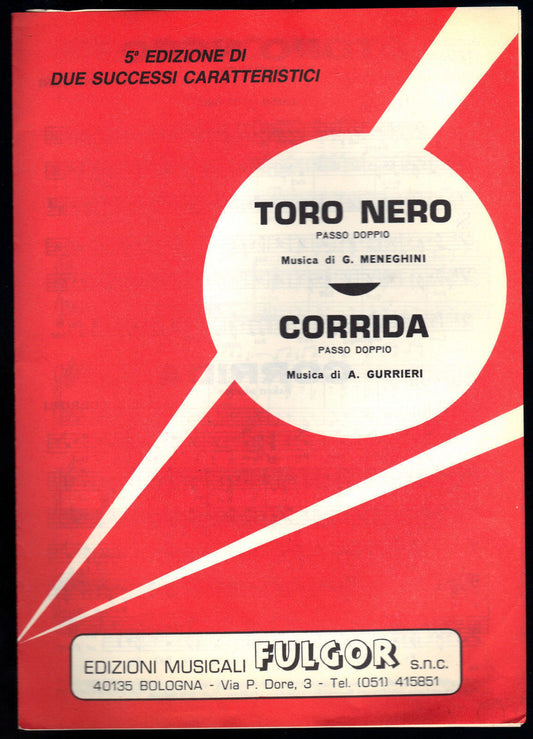 5ª EDIZIONE DI
DUE SUCCESSI CARATTERISTICI
TORO NERO
PASSO DOPPIO
Musica di G. MENEGHINI
CORRIDA
PASSO DOPPIO
Musica di A. GURRIERI
EDIZIONI MUSICALI FULGOR s.n.c.
40135 BOLOGNA - Via P. Dore, 3 - Tel. (051) 415851